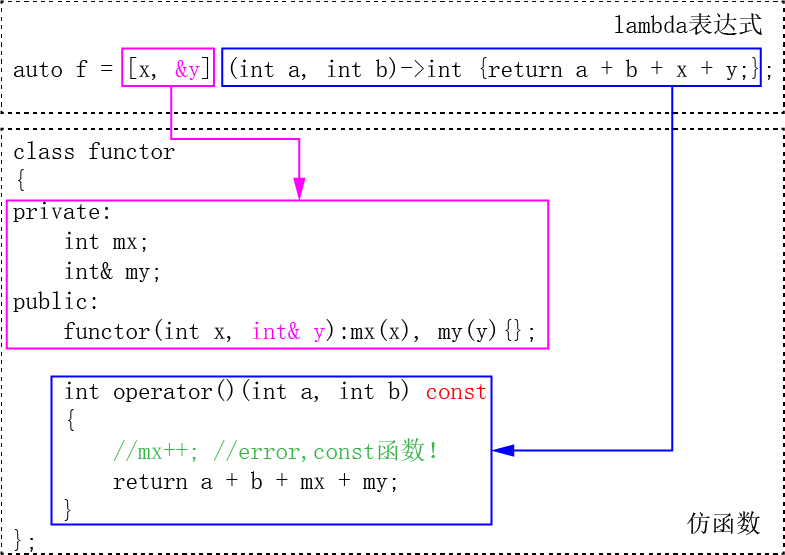 lambda表达式
auto f = [x, &y] (int a, int b)->int {return a + b + x + y;};
class functor
{
private:
int mx;
int& my;
public:
functor(int x, int& y):mx(x), my(y){};
int operator()(int a, int b) const
{
//mx++; //error,const函数!
return a + b + mx + my;
}
};
仿函数